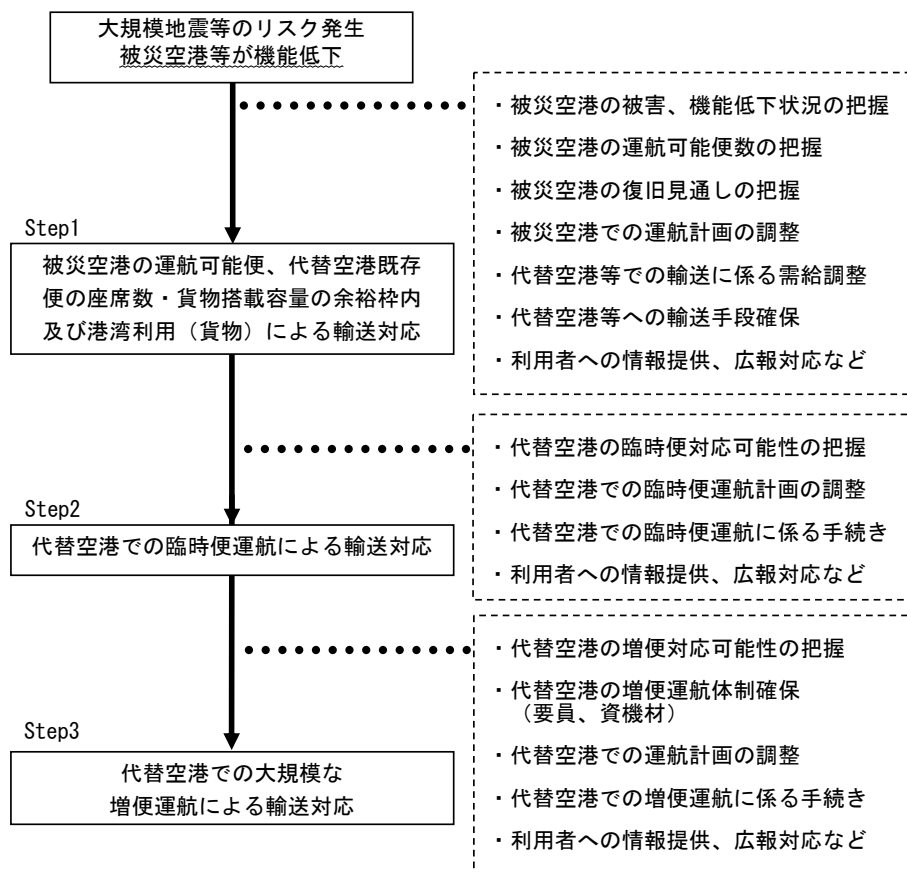 大規模地震等のリスク発生
被災空港等が機能低下
・被災空港の被害、機能低下状況の把握
・被災空港の運航可能便数の把握
・被災空港の復旧見通しの把握
・被災空港での運航計画の調整
・代替空港等での輸送に係る需給調整
・代替空港等への輸送手段確保
・利用者への情報提供、広報対応など
Step1
被災空港の運航可能便、代替空港既存
便の座席数・貨物搭載容量の余裕枠内
及び港湾利用（貨物）による輸送対応
・代替空港の臨時便対応可能性の把握
・代替空港での臨時便運航計画の調整
・代替空港での臨時便運航に係る手続き
・利用者への情報提供、広報対応など
Step2
代替空港での臨時便運航による輸送対応
・代替空港の増便対応可能性の把握
・代替空港の増便運航体制確保
（要員、資機材）
・代替空港での運航計画の調整
・代替空港での増便運航に係る手続き
・利用者への情報提供、広報対応など
Step3
代替空港での大規模な
増便運航による輸送対応